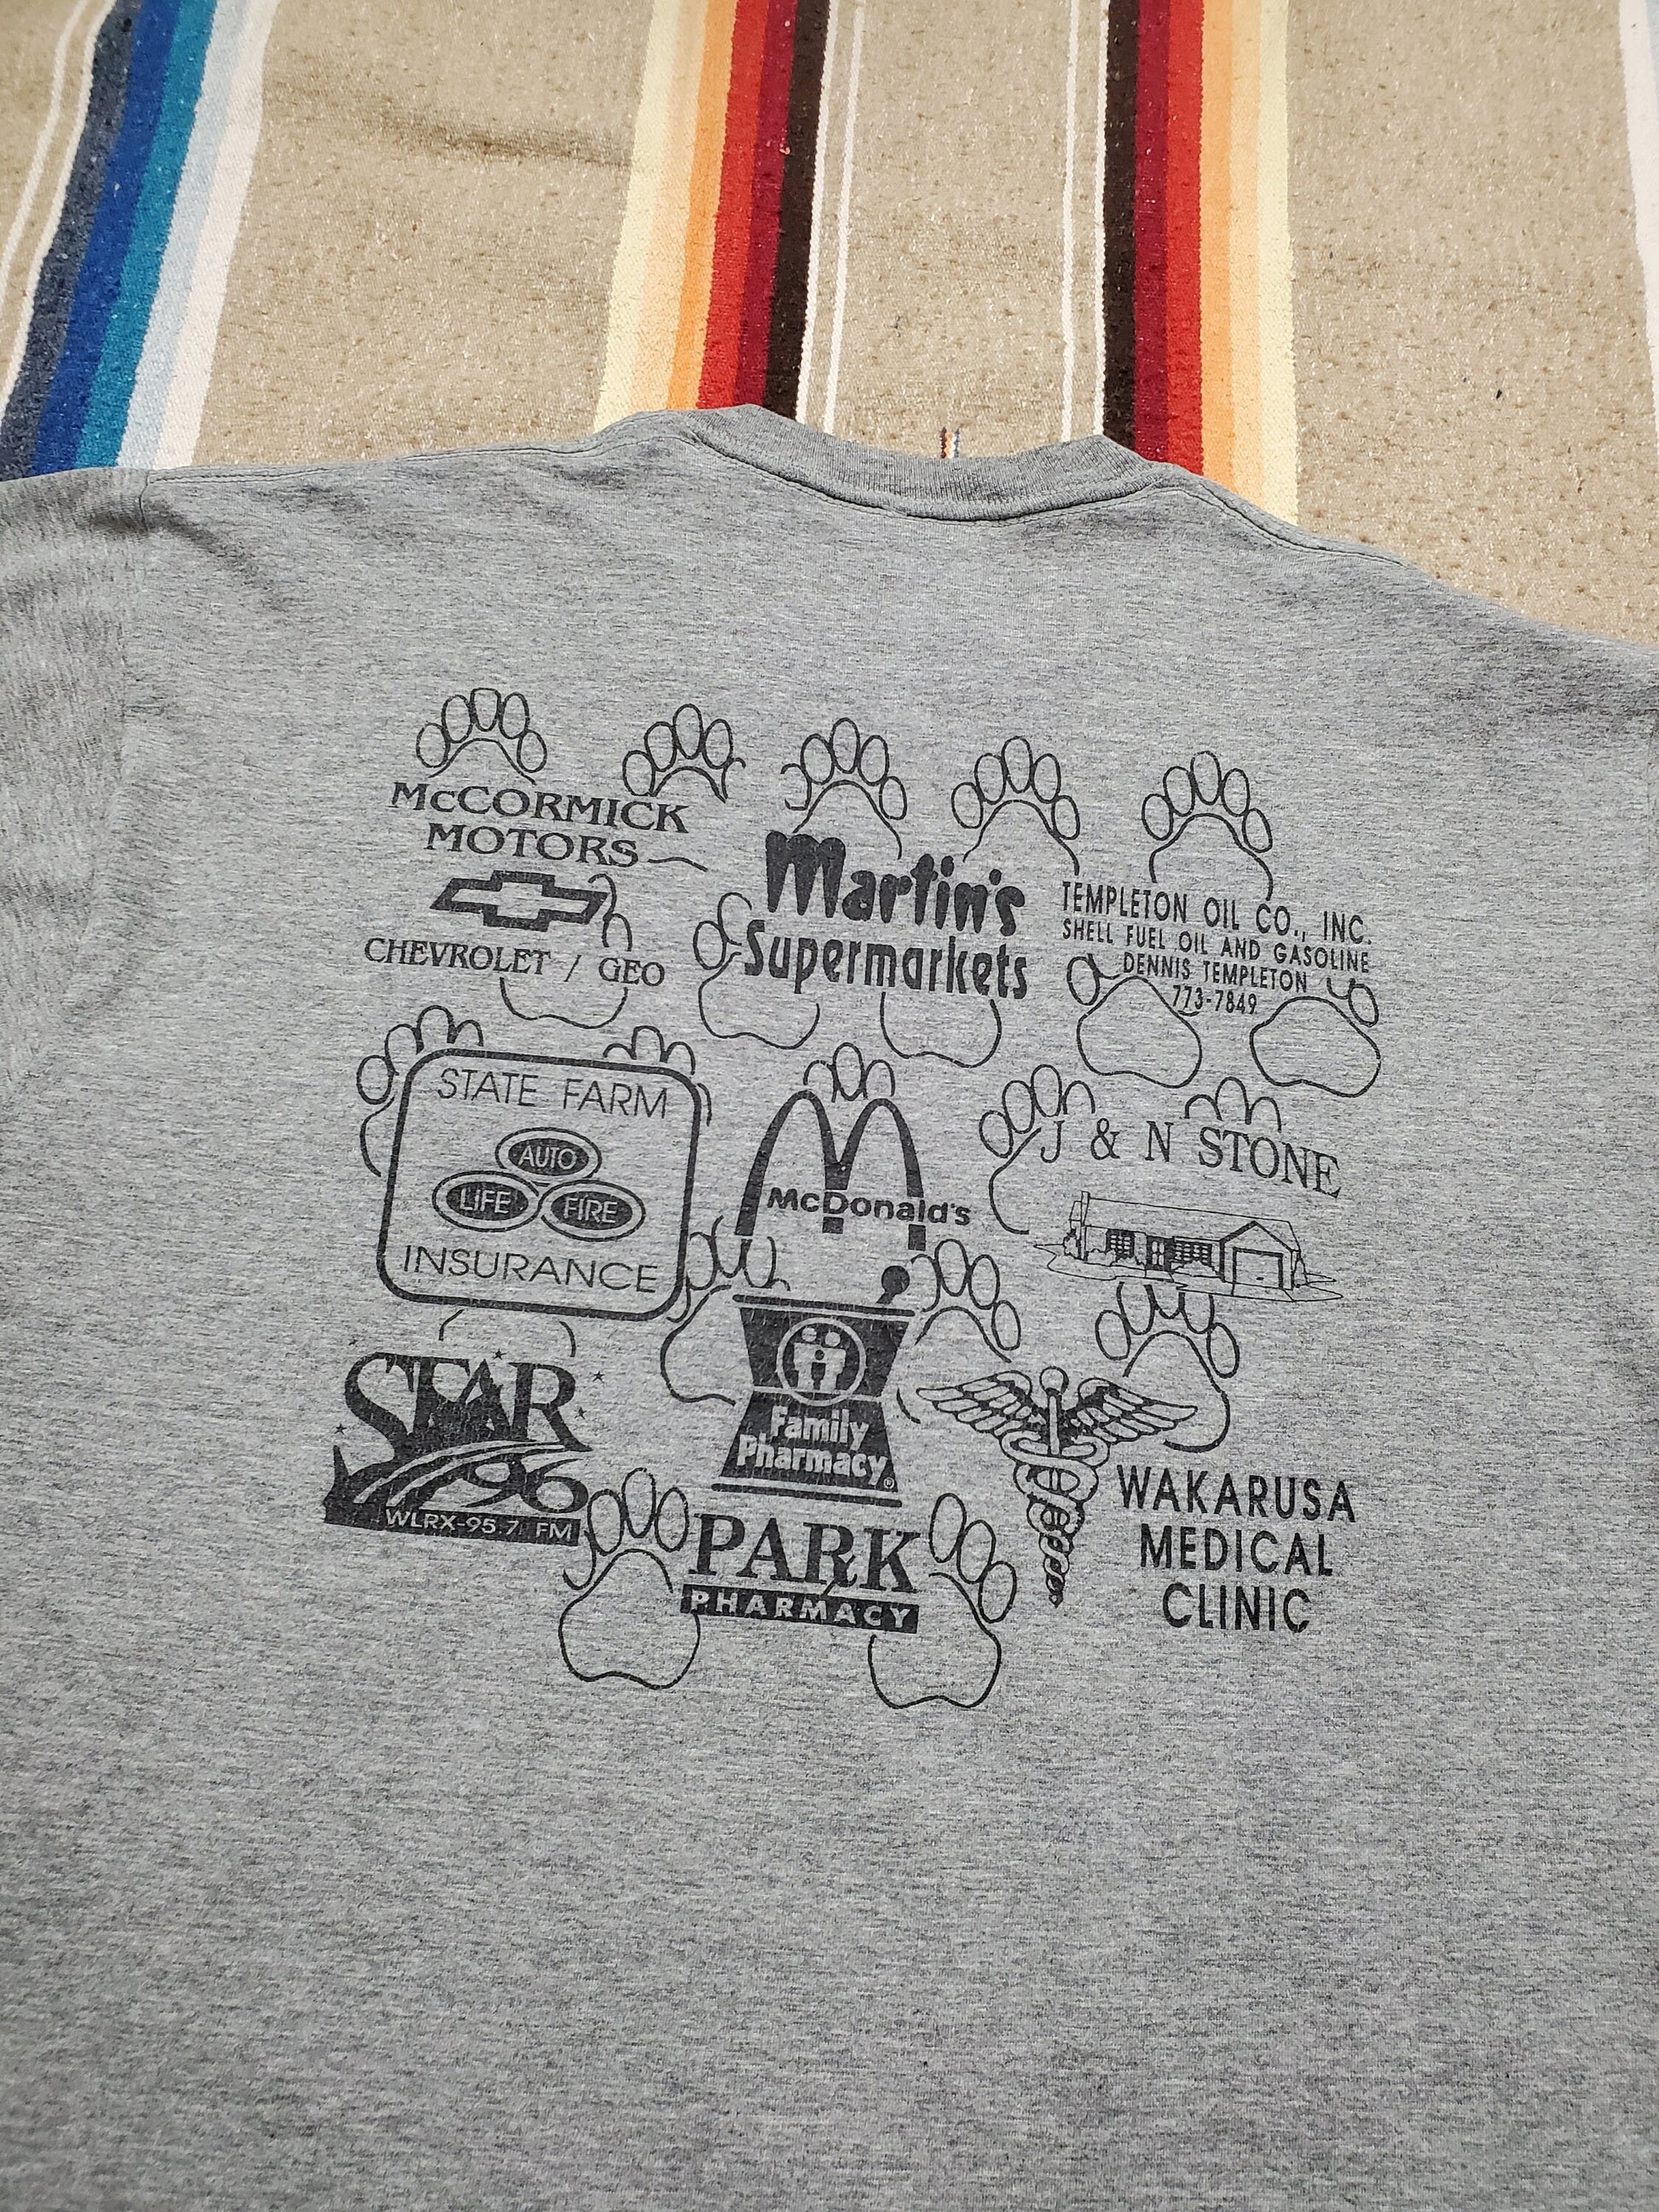 McCORMICK
MOTORS
CHEVROLET / GEO
Martin's
Supermarkets
TEMPLETON OIL CO., INC.
SHELL FUEL OIL AND GASOLINE
DENNIS TEMPLETON
773-7849
STATE FARM
AUTO
LIFE FIRE
INSURANCE
McDonald's
J & N STONE
STAR
96
WLRX-95.7 FM
Family
Pharmacy®
PARK
PHARMACY
WAKARUSA
MEDICAL
CLINIC